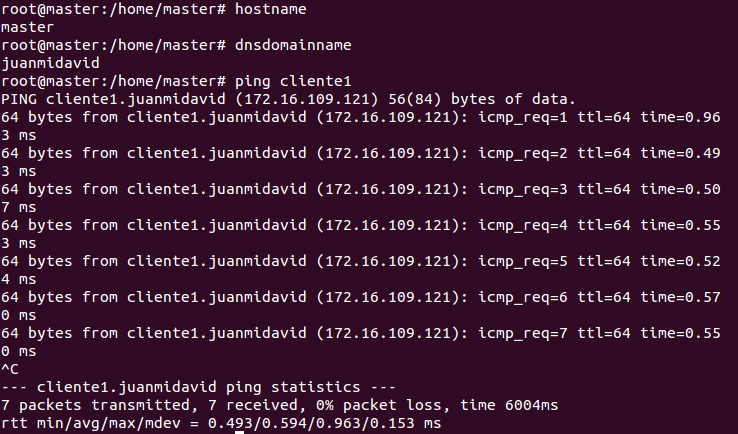 root@master:/home/master# hostname
master
root@master:/home/master# dnsdomainname
juanmidavid
root@master:/home/master# ping cliente1
PING cliente1.juanmidavid (172.16.109.121) 56(84) bytes of data.
64 bytes from cliente1.juanmidavid (172.16.109.121): icmp_req=1 ttl=64 time=0.96
3 ms
64 bytes from cliente1.juanmidavid (172.16.109.121): icmp_req=2 ttl=64 time=0.49
3 ms
64 bytes from cliente1.juanmidavid (172.16.109.121): icmp_req=3 ttl=64 time=0.50
7 ms
64 bytes from cliente1.juanmidavid (172.16.109.121): icmp_req=4 ttl=64 time=0.55
3 ms
64 bytes from cliente1.juanmidavid (172.16.109.121): icmp_req=5 ttl=64 time=0.52
4 ms
64 bytes from cliente1.juanmidavid (172.16.109.121): icmp_req=6 ttl=64 time=0.57
0 ms
64 bytes from cliente1.juanmidavid (172.16.109.121): icmp_req=7 ttl=64 time=0.55
0 ms
^C
--- cliente1.juanmidavid ping statistics ---
7 packets transmitted, 7 received, 0% packet loss, time 6004ms
rtt min/avg/max/mdev = 0.493/0.594/0.963/0.153 ms